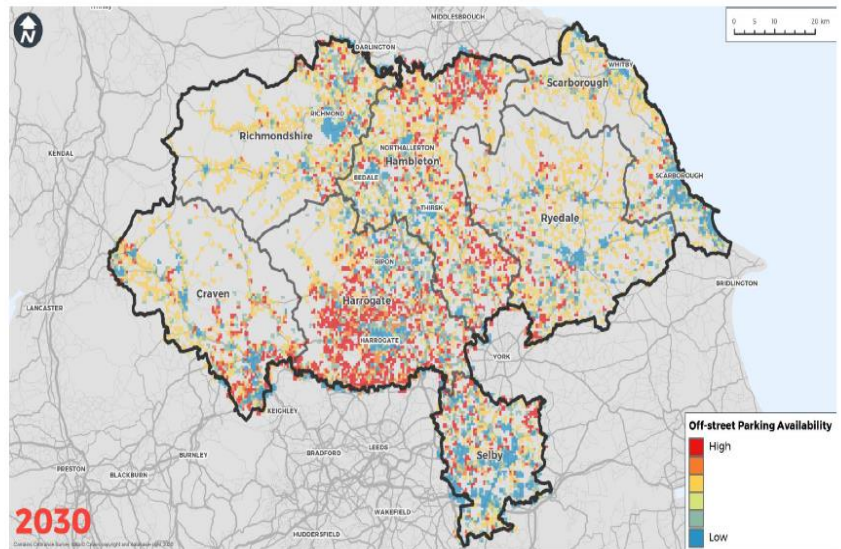 N
MIDDLESBROUGH
0 5 10 20 km
DARLINGTON
WHITBY
Scarborough
RICHMOND
Richmondshire
KENDAL
NORTHALLERTON
Hambleton
BEDALE
SCARBOROUGH
THIRSK
Ryedale
RIPON
BRIDLINGTON
Craven
Harrogate
LANCASTER
HARROGATE
YORK
KEIGHLEY
Off-street Parking Availability
High
Low
BURNLEY
BRADFORD
LEEDS
Selby
PRESTON
BLACKBURN
WAKEFIELD
HUDDERSFIELD
2030